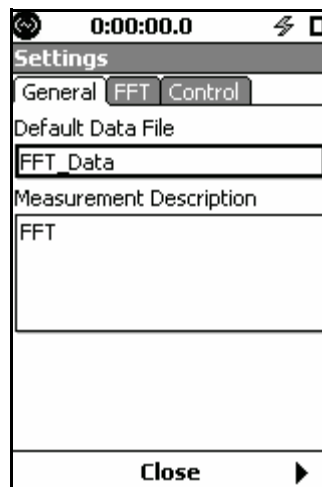 0:00:00.0
Settings
General FFT Control
Default Data File
FFT_Data
Measurement Description
FFT
Close